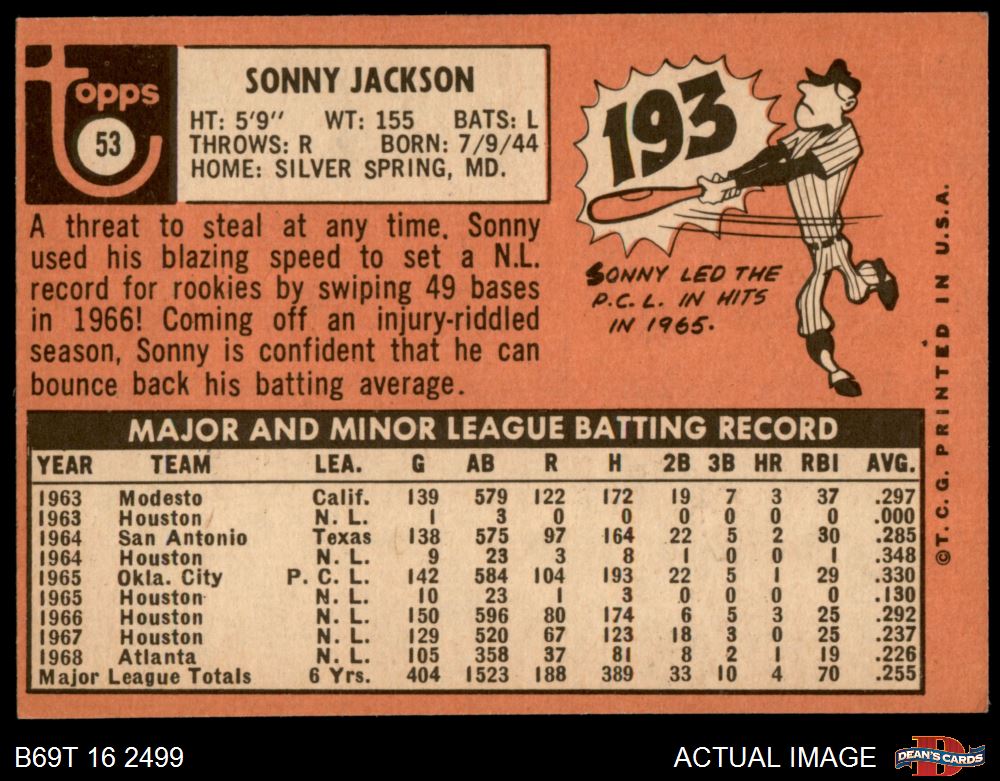 topps
53
SONNY JACKSON
HT: 5'9" WT: 155 BATS: L
THROWS: R BORN: 7/9/44
HOME: SILVER SPRING, MD.
A threat to steal at any time. Sonny
used his blazing speed to set a N.L.
record for rookies by swiping 49 bases
in 1966! Coming off an injury-riddled
season, Sonny is confident that he can
bounce back his batting average.
193
SONNY LED THE
P.C.L. IN HITS
IN 1965.
©T.C.G. PRINTED IN U.S.A.
MAJOR AND MINOR LEAGUE BATTING RECORD
YEAR TEAM LEA. G AB R H 2B 3B HR RBI AVG.
1963 Modesto Calif. 139 579 122 172 19 7 3 37 .297
1963 Houston N. L. 1 3 0 0 0 0 0 0 .000
1964 San Antonio Texas 138 575 97 164 22 5 2 30 .285
1964 Houston N. L. 9 23 3 8 1 0 0 1 .348
1965 Okla. City P. C. L. 142 584 104 193 22 5 1 29 .330
1965 Houston N. L. 10 23 1 3 0 0 0 0 .130
1966 Houston N. L. 150 596 80 174 6 5 3 25 .292
1967 Houston N. L. 129 520 67 123 18 3 0 25 .237
1968 Atlanta N. L. 105 358 37 81 8 2 1 19 .226
Major League Totals 6 Yrs. 404 1523 188 389 33 10 4 70 .255
B69T 16 2499
ACTUAL IMAGE
D
DEAN'S CARDS